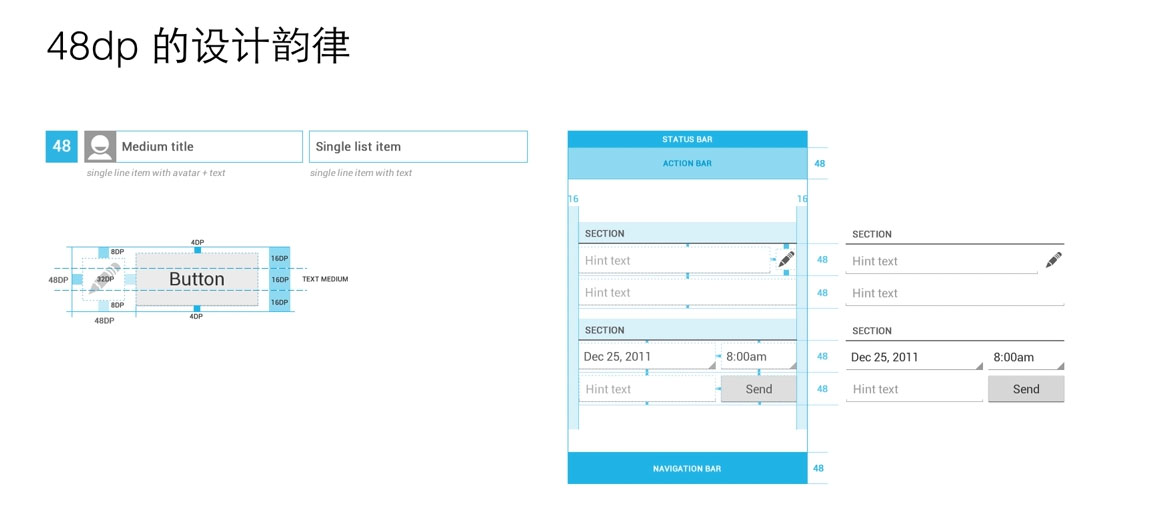 48dp 的设计韵律
48
Medium title
Single list item
single line item with avatar + text
single line item with text
4DP
8DP
16DP
48DP
32DP
Button
16DP
TEXT MEDIUM
8DP
16DP
48DP
4DP
STATUS BAR
ACTION BAR
48
16
16
SECTION
Hint text
48
Hint text
48
SECTION
Dec 25, 2011
8:00am
48
Hint text
Send
48
NAVIGATION BAR
48
SECTION
Hint text
Hint text
SECTION
Dec 25, 2011
8:00am
Hint text
Send